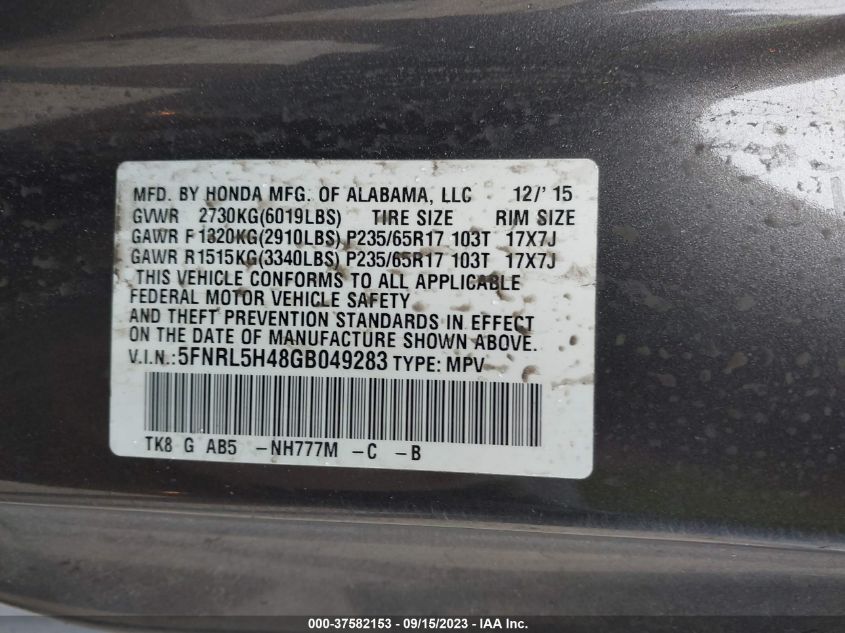 MFD. BY HONDA MFG. OF ALABAMA, LLC 12/' 15
GVWR 2730KG(6019LBS) TIRE SIZE RIM SIZE
GAWR F1320KG(2910LBS) P235/65R17 103T 17X7J
GAWR R1515KG(3340LBS) P235/65R17 103T 17X7J
THIS VEHICLE CONFORMS TO ALL APPLICABLE
FEDERAL MOTOR VEHICLE SAFETY
AND THEFT PREVENTION STANDARDS IN EFFECT
ON THE DATE OF MANUFACTURE SHOWN ABOVE.
V.I.N.:5FNRL5H48GB049283 TYPE: MPV
TK8 G AB5 -NH777M -C -B
000-37582153 - 09/15/2023 - IAA Inc.